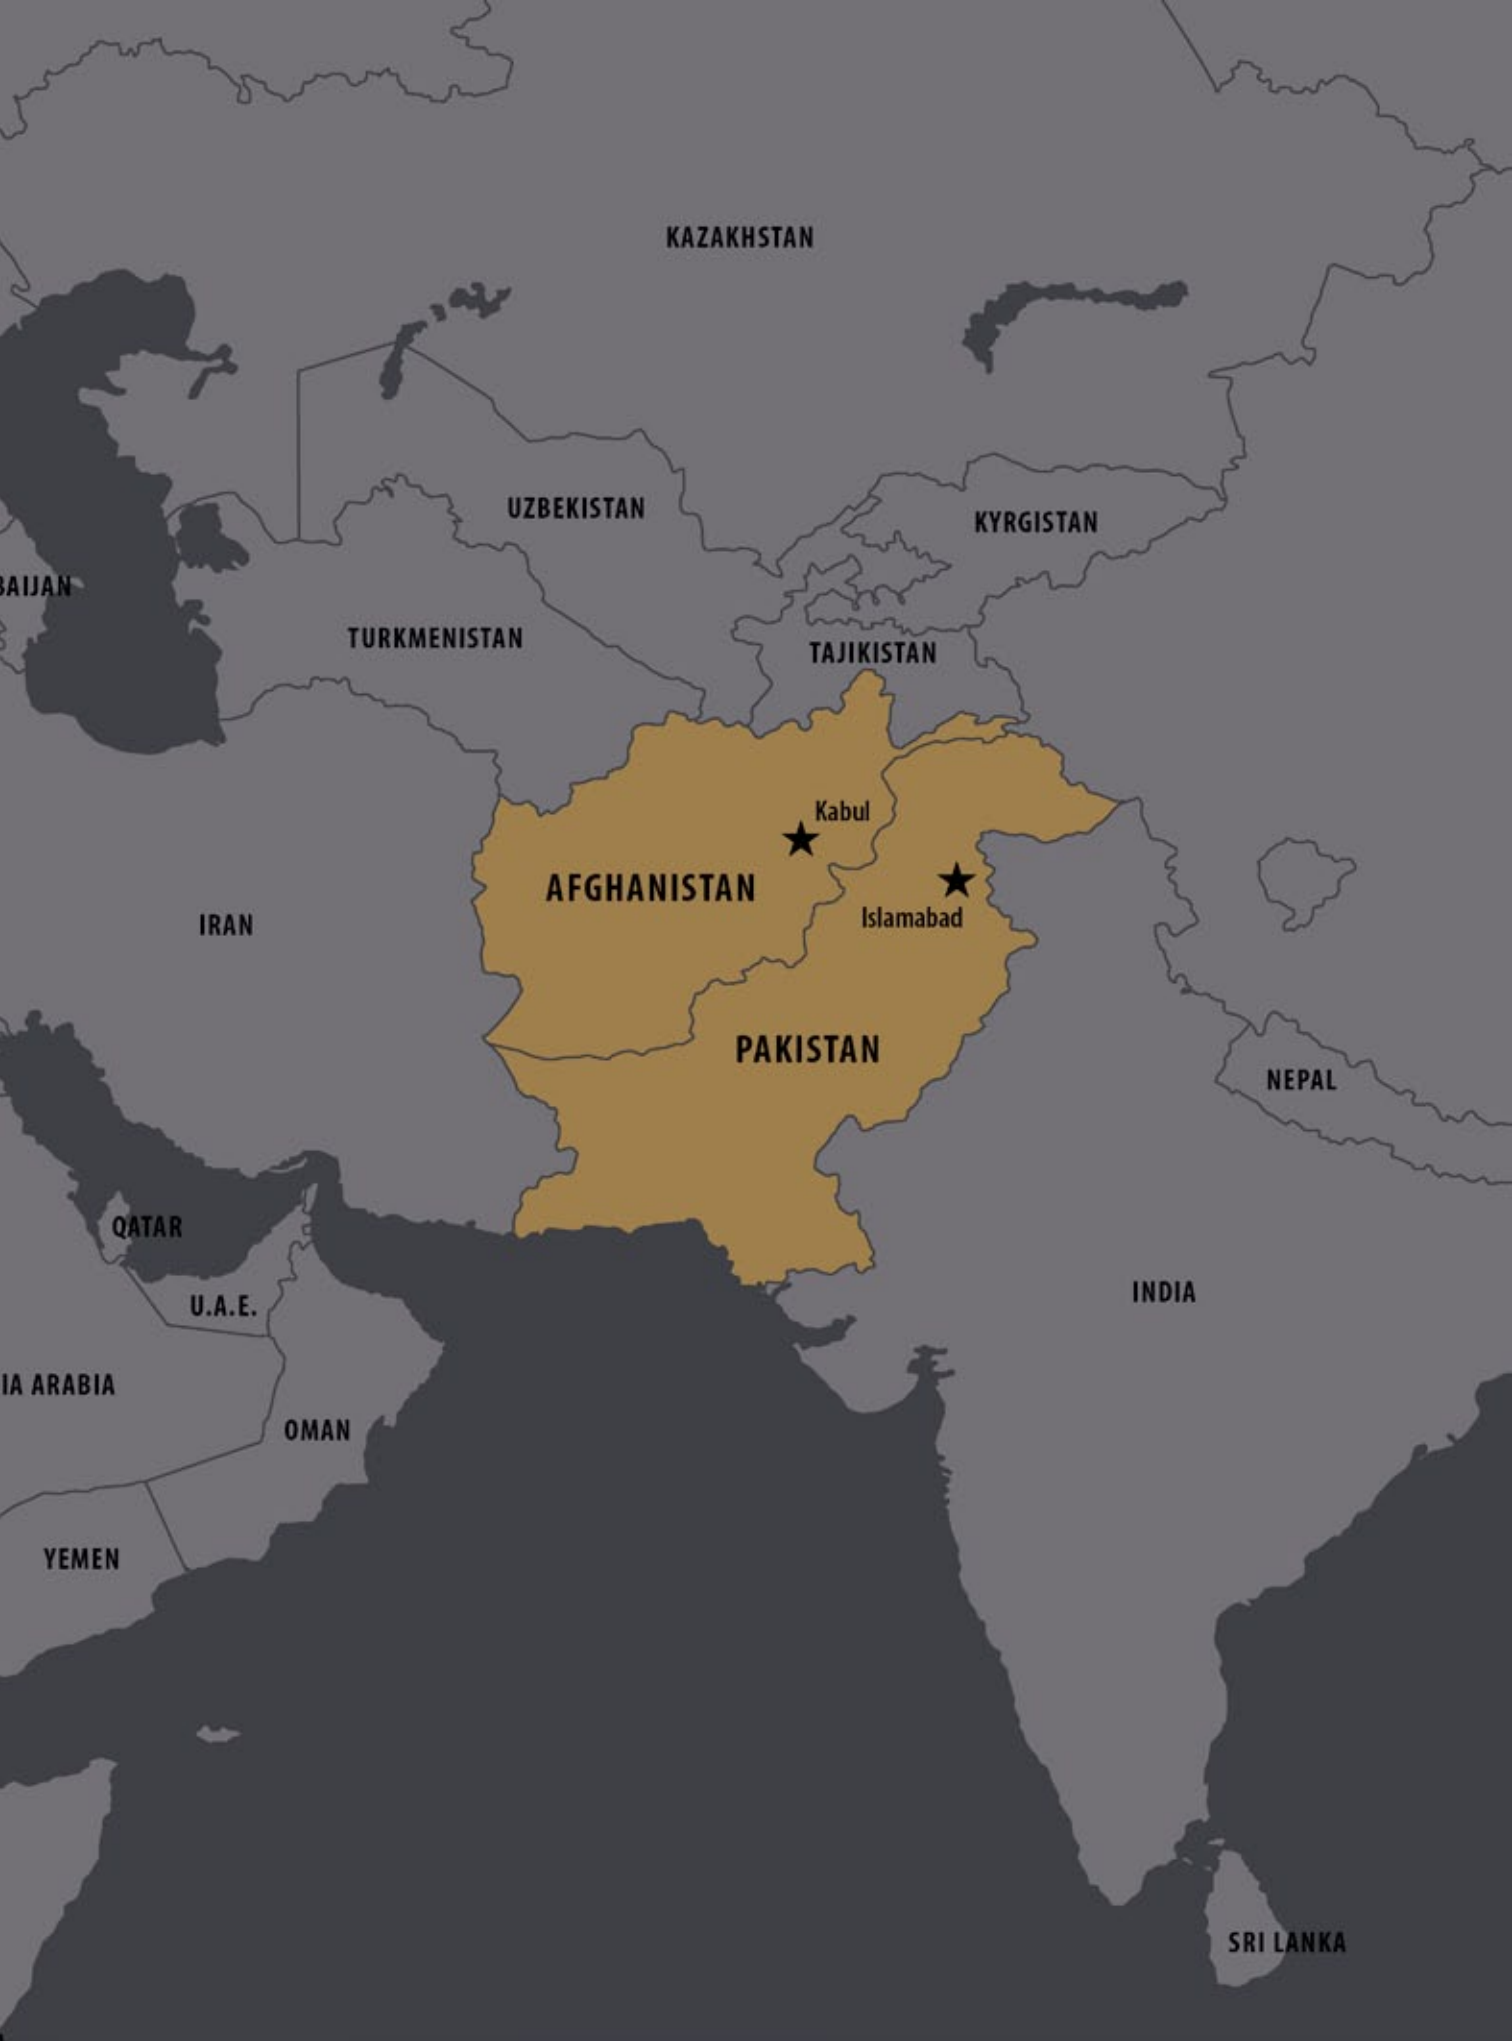 KAZAKHSTAN
UZBEKISTAN
KYRGISTAN
BAIJAN
TURKMENISTAN
TAJIKISTAN
Kabul
AFGHANISTAN
Islamabad
IRAN
PAKISTAN
NEPAL
QATAR
INDIA
U.A.E.
IA ARABIA
OMAN
YEMEN
SRI LANKA